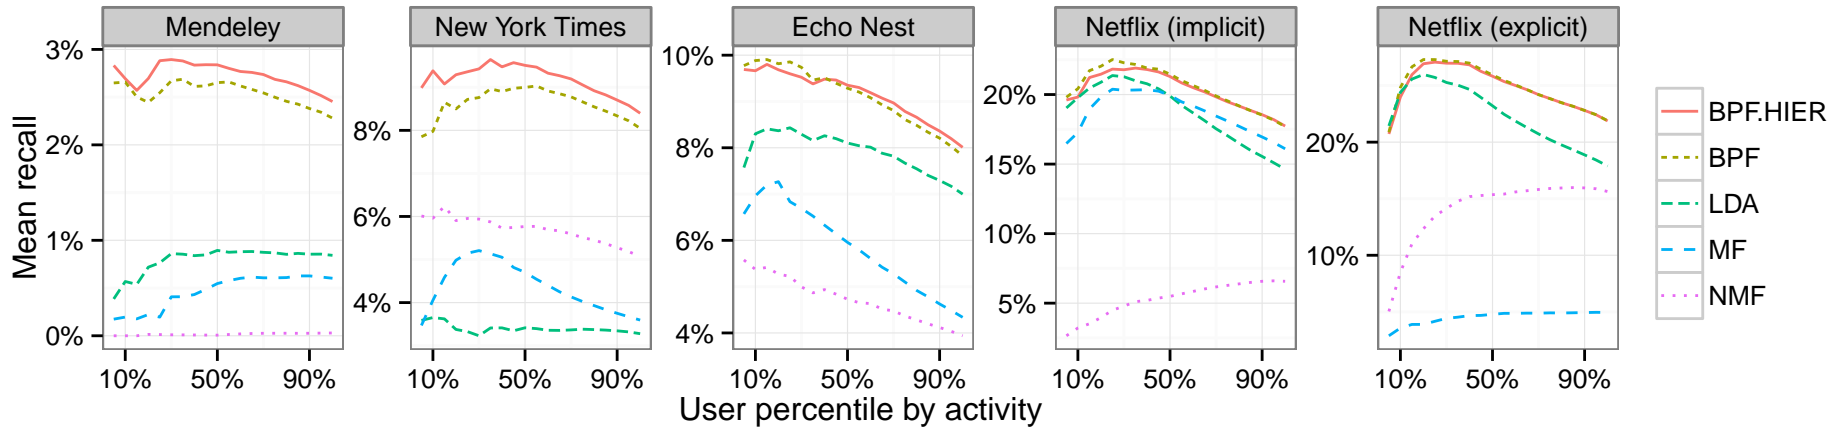 Mendeley
New York Times
Echo Nest
Netflix (implicit)
Netflix (explicit)
Mean recall
3%
2%
1%
0%
8%
6%
4%
10%
8%
6%
4%
20%
15%
10%
5%
20%
10%
10% 50% 90%
10% 50% 90%
10% 50% 90%
10% 50% 90%
10% 50% 90%
User percentile by activity
BPF.HIER
BPF
LDA
MF
NMF